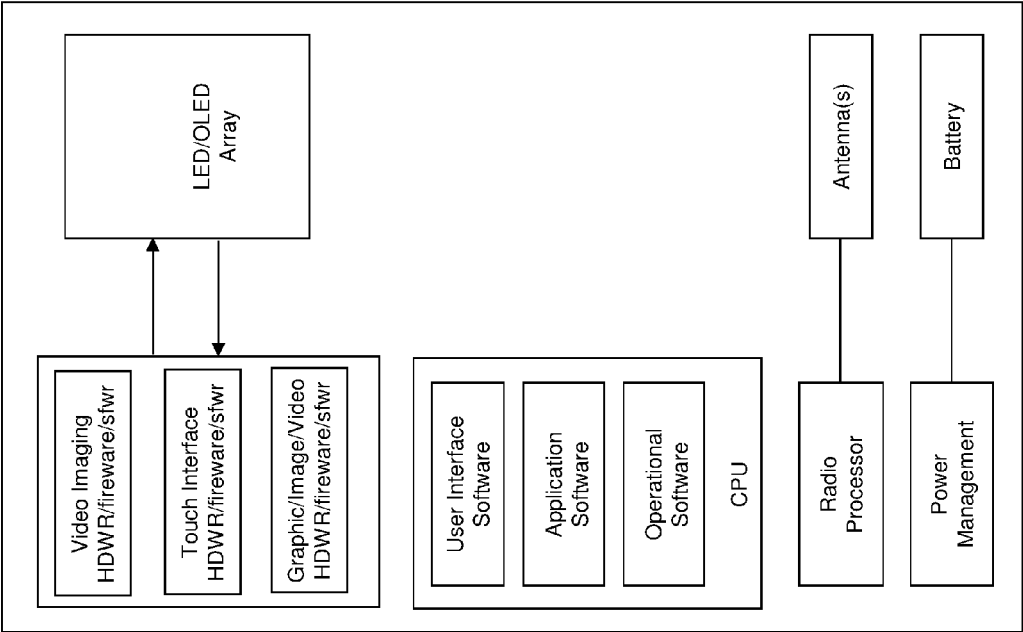 Video Imaging
HDWR/fireware/sfwr
Touch Interface
HDWR/fireware/sfwr
Graphic/Image/Video
HDWR/fireware/sfwr
LED/OLED
Array
User Interface
Software
Application
Software
Operational
Software
CPU
Radio
Processor
Antenna(s)
Power
Management
Battery